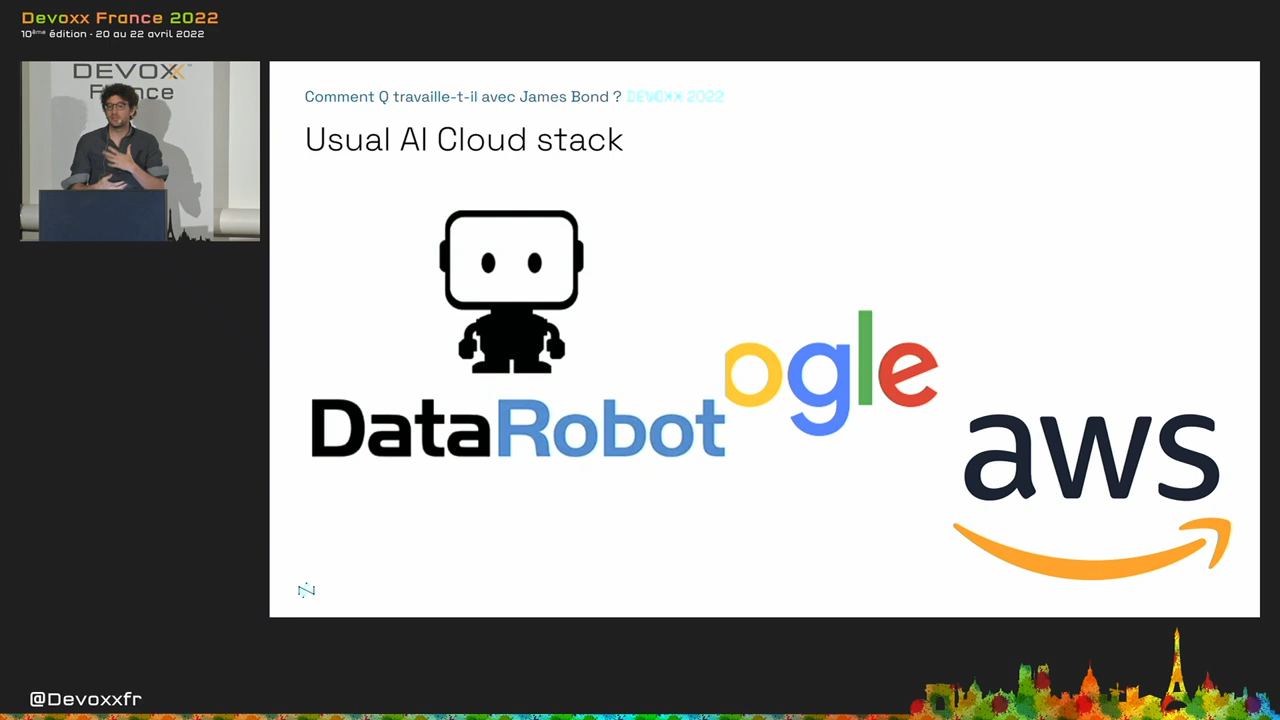 Devoxx France 2022
10ème édition - 20 au 22 avril 2022
DEVOXX
France
Comment Q travaille-t-il avec James Bond ? DEVOXX 2022
Usual AI Cloud stack
ogle
DataRobot
aws
@Devoxxfr